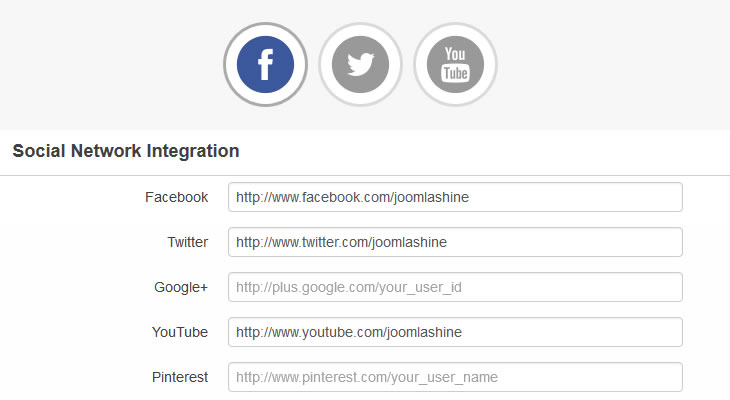 f
You
Tube
Social Network Integration
Facebook http://www.facebook.com/joomlashine
Twitter http://www.twitter.com/joomlashine
Google+ http://plus.google.com/your_user_id
YouTube http://www.youtube.com/joomlashine
Pinterest http://www.pinterest.com/your_user_name